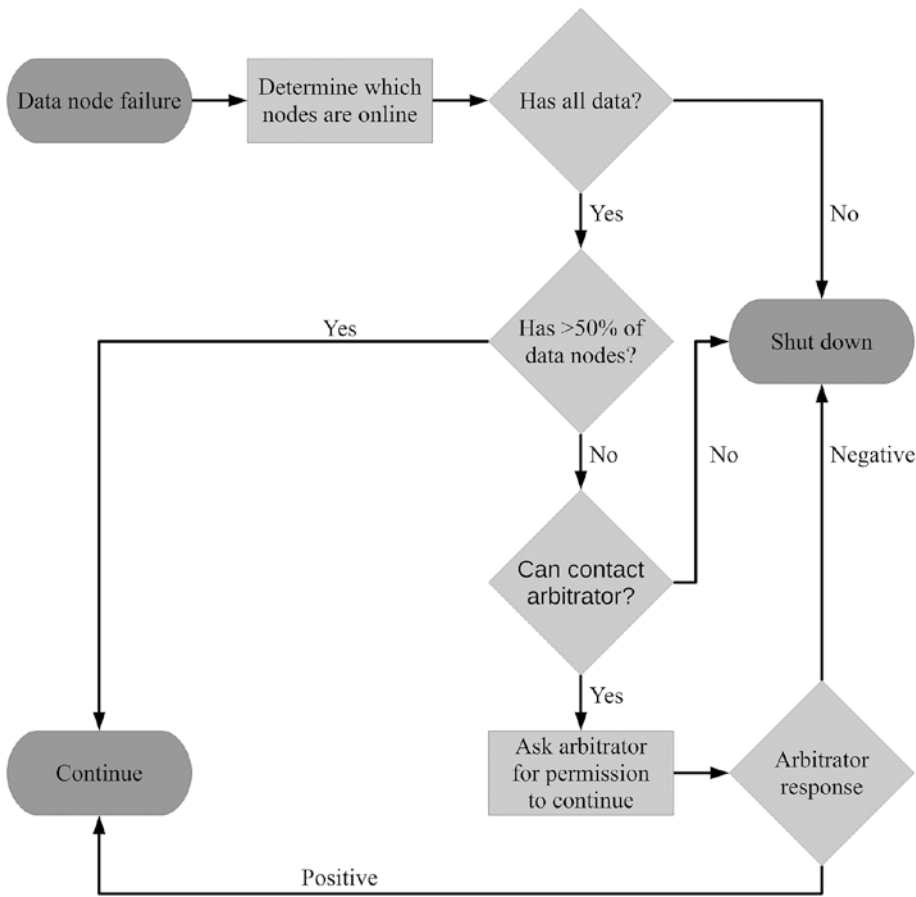 Data node failure
Determine which
nodes are online
Has all data?
Yes
No
Yes
Has >50% of
data nodes?
Shut down
No
No
Negative
Can contact
arbitrator?
Yes
Continue
Ask arbitrator
for permission
to continue
Arbitrator
response
Positive